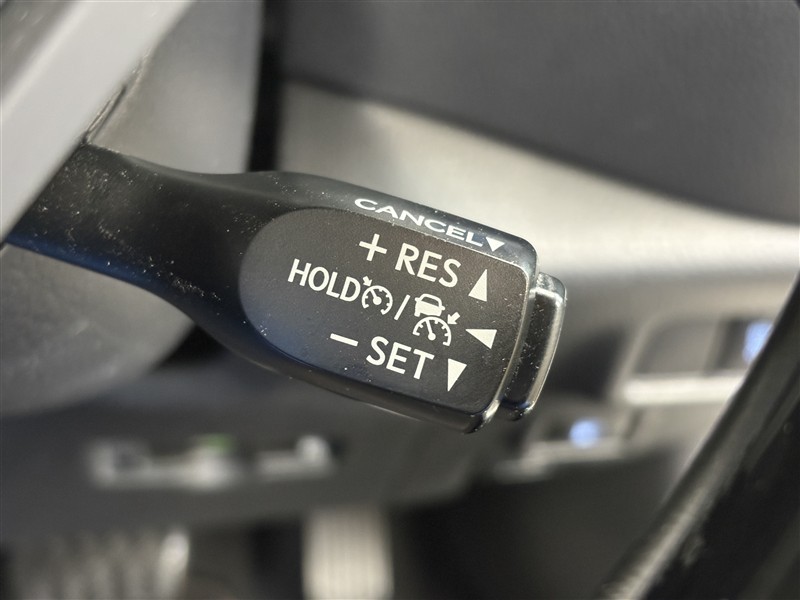 CANCEL▼
+ RES ▲
HOLD / ◀
− SET ▼